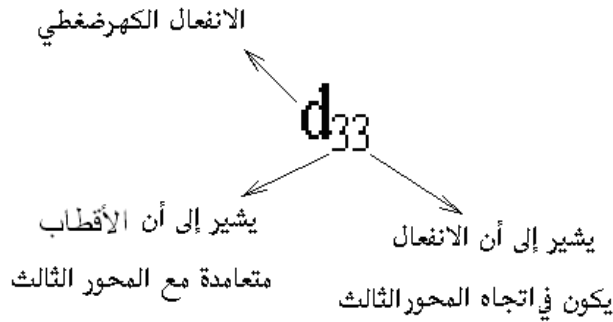 الانفعال الكهرضغطي
d33
يشير إلى أن الأقطاب
متعامدة مع المحور الثالث
يشير إلى أن الانفعال
يكون في اتجاه المحور الثالث